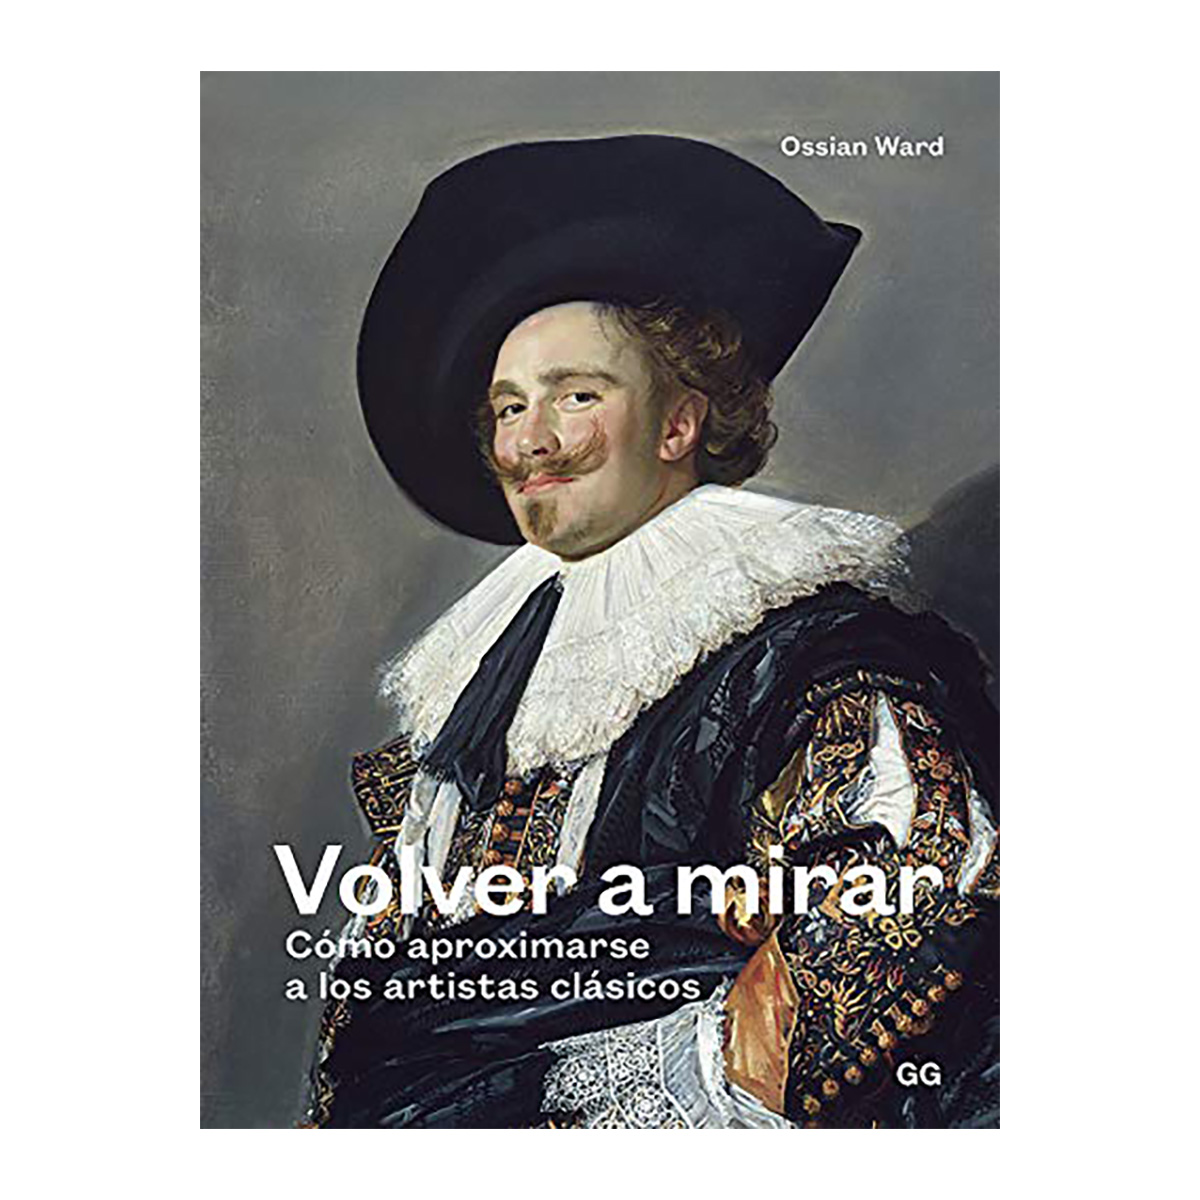 Ossian Ward
Volver a mirar
Cómo aproximarse
a los artistas clásicos
GG